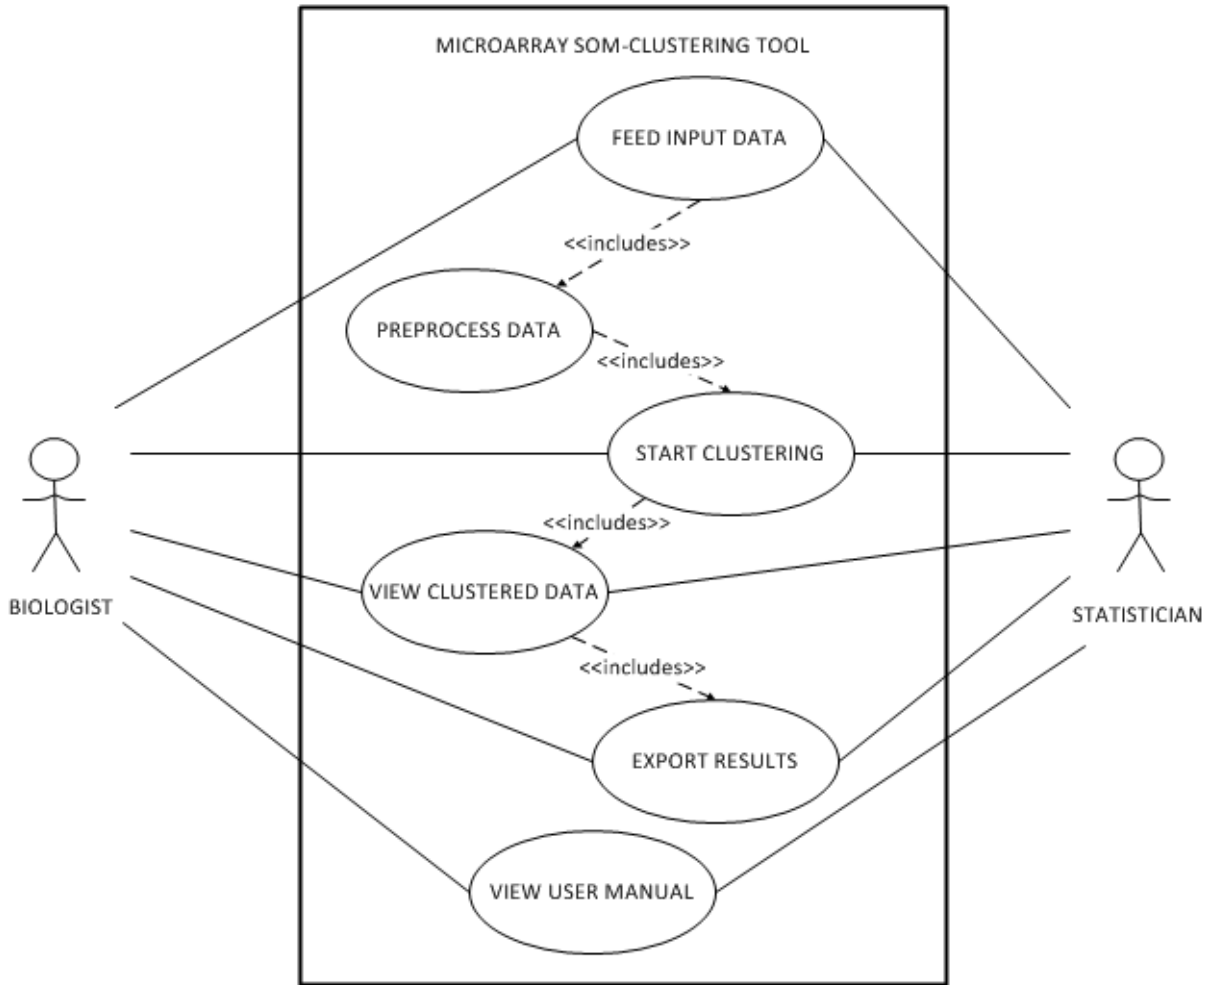 MICROARRAY SOM-CLUSTERING TOOL
FEED INPUT DATA
<<includes>>
PREPROCESS DATA
<<includes>>
START CLUSTERING
<<includes>>
VIEW CLUSTERED DATA
BIOLOGIST
STATISTICIAN
<<includes>>
EXPORT RESULTS
VIEW USER MANUAL